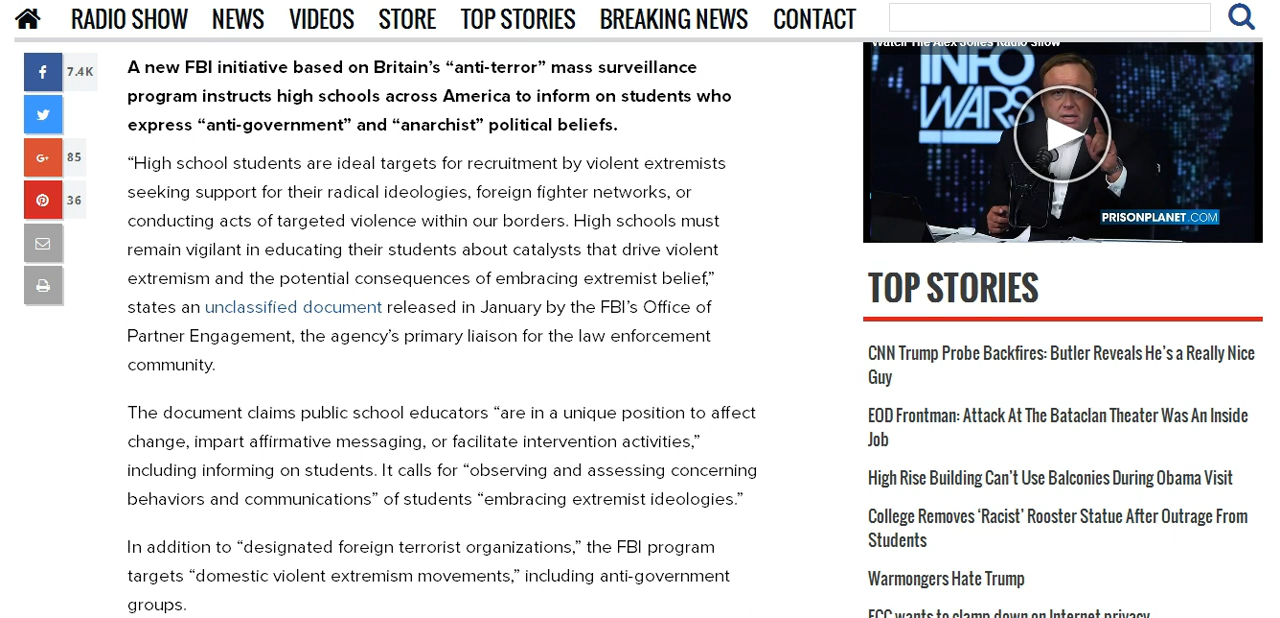 RADIO SHOW NEWS VIDEOS STORE TOP STORIES BREAKING NEWS CONTACT
7.4K
85
36
A new FBI initiative based on Britain’s “anti-terror” mass surveillance
program instructs high schools across America to inform on students who
express “anti-government” and “anarchist” political beliefs.
“High school students are ideal targets for recruitment by violent extremists
seeking support for their radical ideologies, foreign fighter networks, or
conducting acts of targeted violence within our borders. High schools must
remain vigilant in educating their students about catalysts that drive violent
extremism and the potential consequences of embracing extremist belief,”
states an unclassified document released in January by the FBI’s Office of
Partner Engagement, the agency’s primary liaison for the law enforcement
community.
The document claims public school educators “are in a unique position to affect
change, impart affirmative messaging, or facilitate intervention activities,”
including informing on students. It calls for “observing and assessing concerning
behaviors and communications” of students “embracing extremist ideologies.”
In addition to “designated foreign terrorist organizations,” the FBI program
targets “domestic violent extremism movements,” including anti-government
groups.
Watch The Alex Jones Radio Show
INFO
WARS
PRISONPLANET.COM
TOP STORIES
CNN Trump Probe Backfires: Butler Reveals He’s a Really Nice
Guy
EOD Frontman: Attack At The Bataclan Theater Was An Inside
Job
High Rise Building Can’t Use Balconies During Obama Visit
College Removes ‘Racist’ Rooster Statue After Outrage From
Students
Warmongers Hate Trump
FCC wants to clamp down on Internet privacy